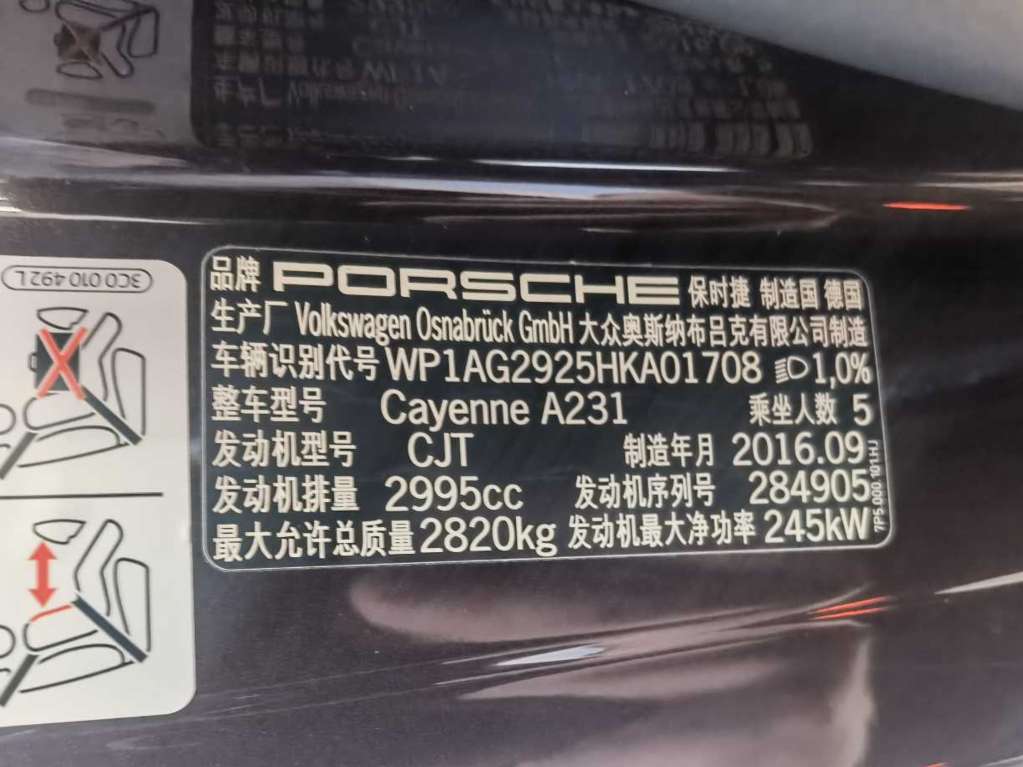 3C0 010 492 L
品牌 PORSCHE 保时捷 制造国 德国
生产厂 Volkswagen Osnabrück GmbH 大众奥斯纳布吕克有限公司制造
车辆识别代号 WP1AG2925HKA01708 1,0%
整车型号 Cayenne A231 乘坐人数 5
发动机型号 CJT 制造年月 2016.09
发动机排量 2995cc 发动机序列号 284905
最大允许总质量 2820kg 发动机最大净功率 245kW
7P5.000.101.HJ